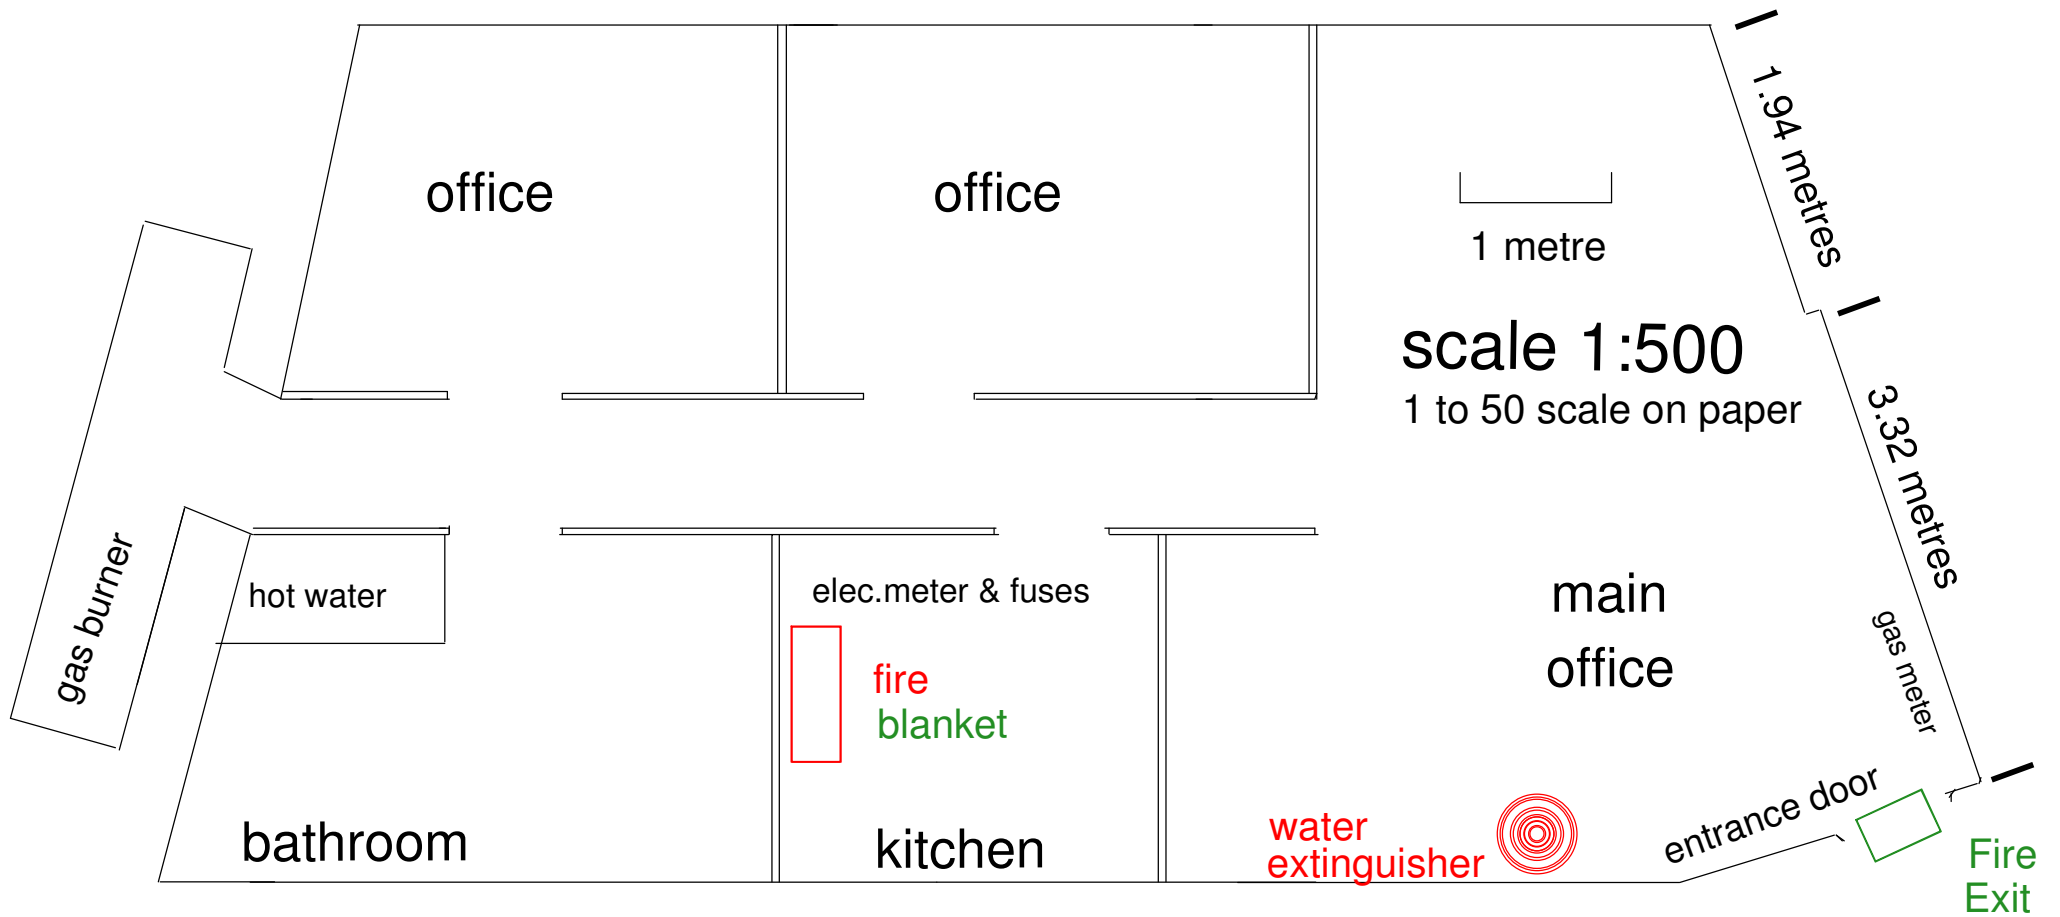 office
office
1 metre
1.94 metres
scale 1:500
1 to 50 scale on paper
3.32 metres
gas burner
hot water
elec.meter & fuses
main
office
gas meter
fire
blanket
bathroom
kitchen
water
extinguisher
entrance door
Fire
Exit